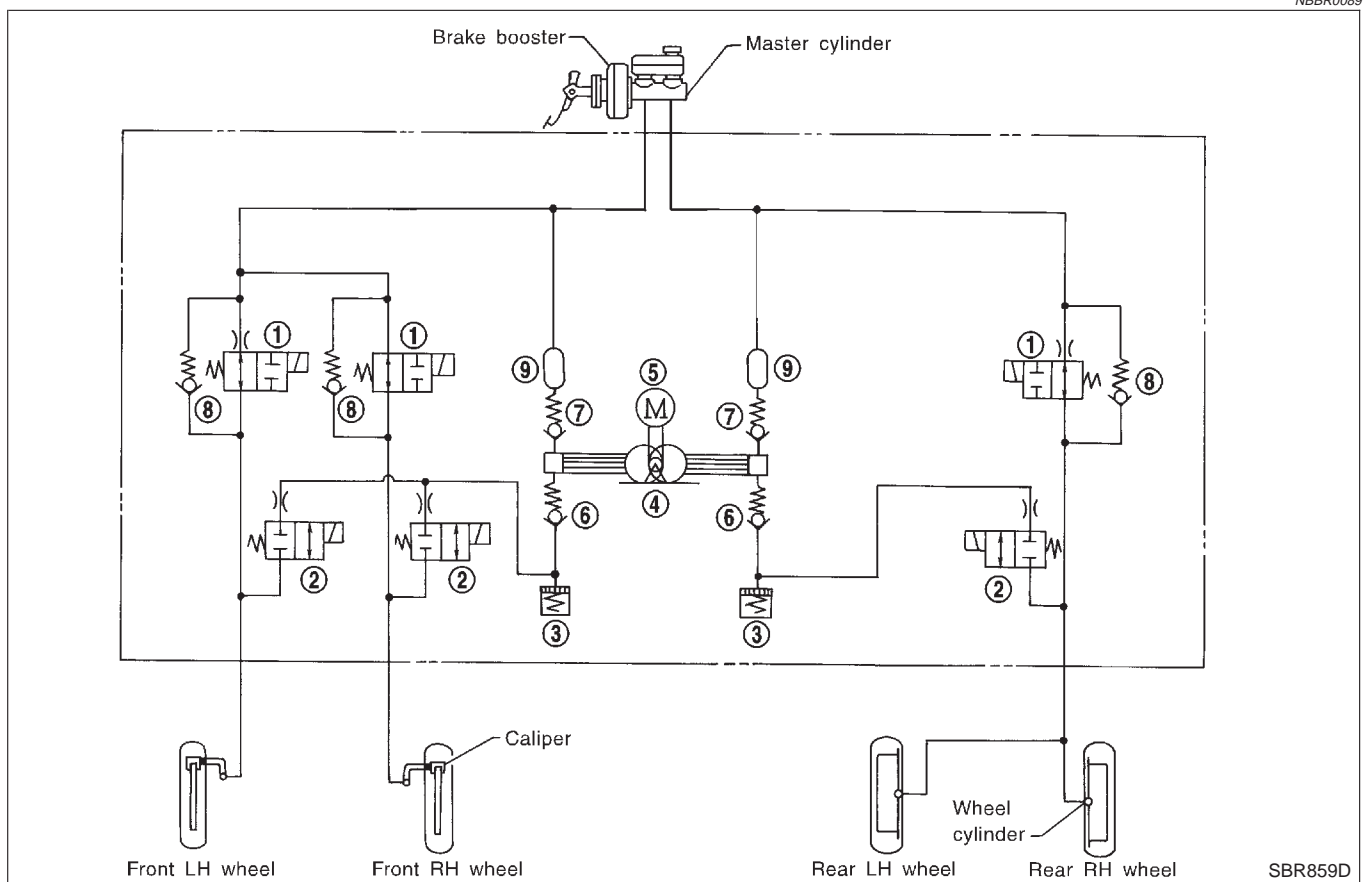 NBBR0089
Brake booster
Master cylinder
1
1
1
8
8
8
9
5
9
M
7
7
6
4
6
2
2
2
3
3
Caliper
Wheel
cylinder
Front LH wheel
Front RH wheel
Rear LH wheel
Rear RH wheel
SBR859D